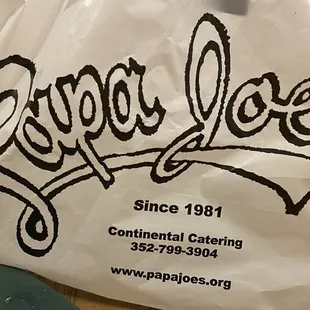 Papa Joe
Since 1981
Continental Catering
352-799-3904
www.papajoes.org